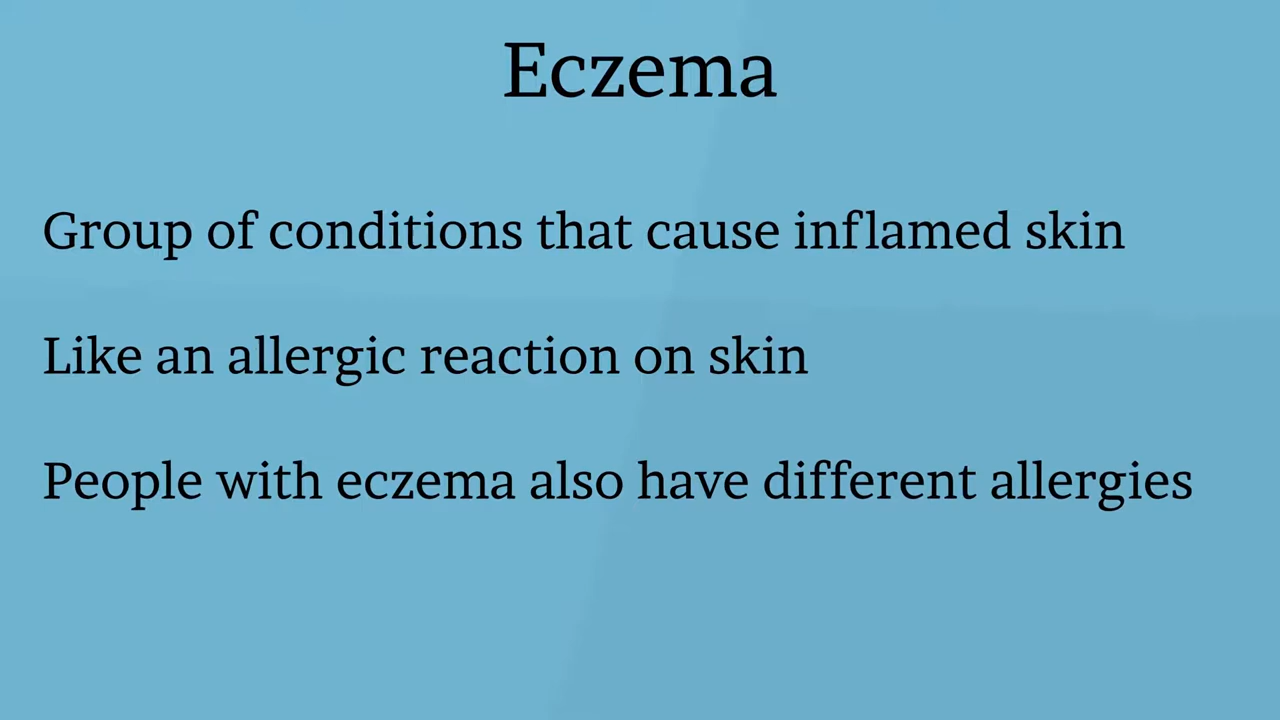 Eczema
Group of conditions that cause inflamed skin
Like an allergic reaction on skin
People with eczema also have different allergies